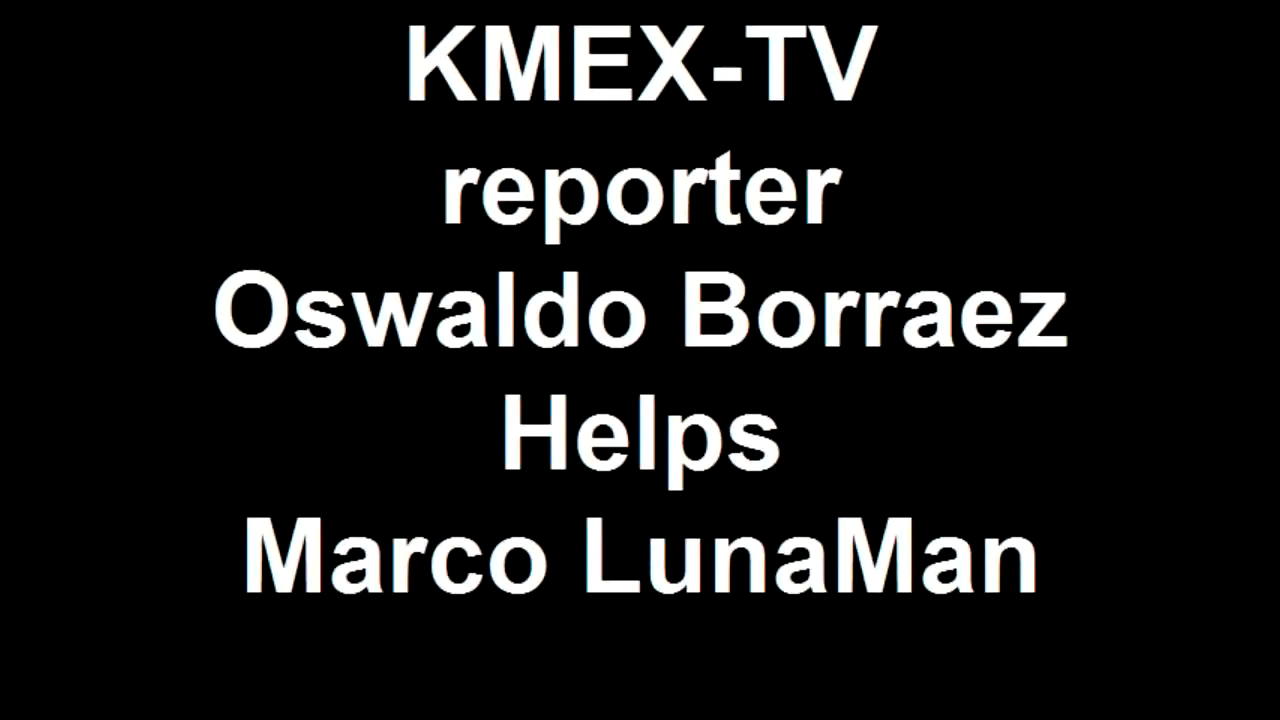 KMEX-TV
reporter
Oswaldo Borraez
Helps
Marco LunaMan